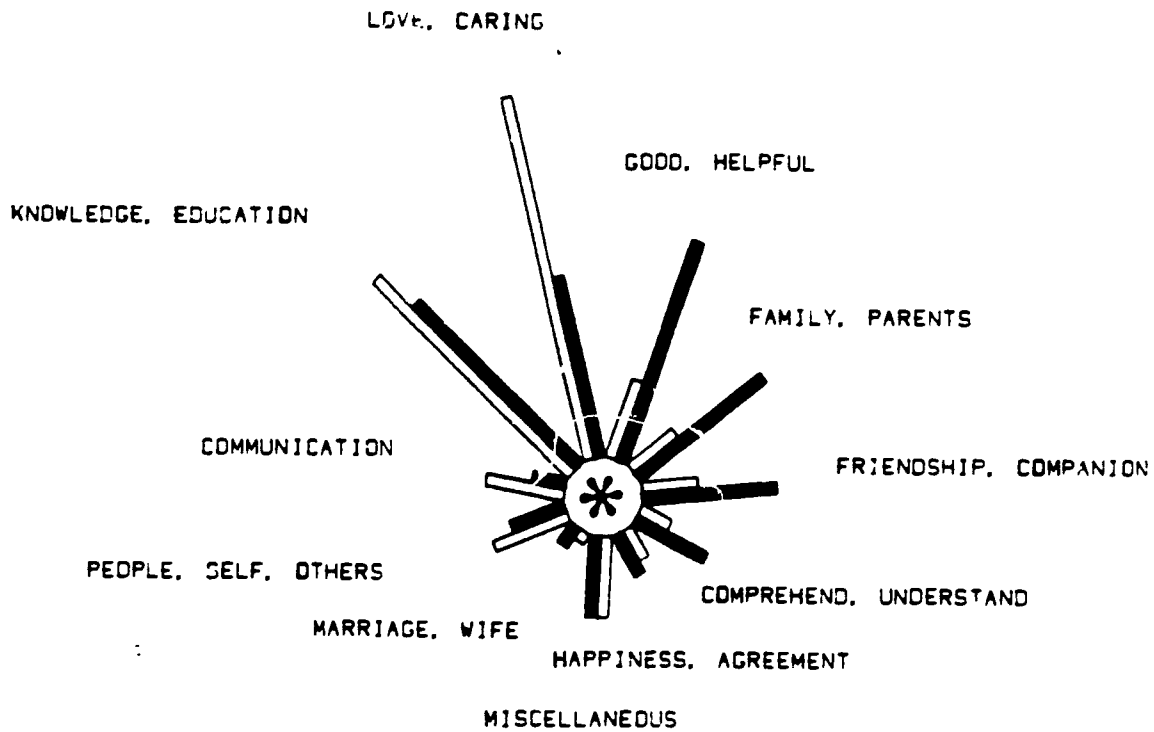 LOVE, CARING
GOOD, HELPFUL
KNOWLEDGE, EDUCATION
FAMILY, PARENTS
COMMUNICATION
FRIENDSHIP, COMPANION
PEOPLE, SELF, OTHERS
COMPREHEND, UNDERSTAND
MARRIAGE, WIFE
HAPPINESS, AGREEMENT
MISCELLANEOUS